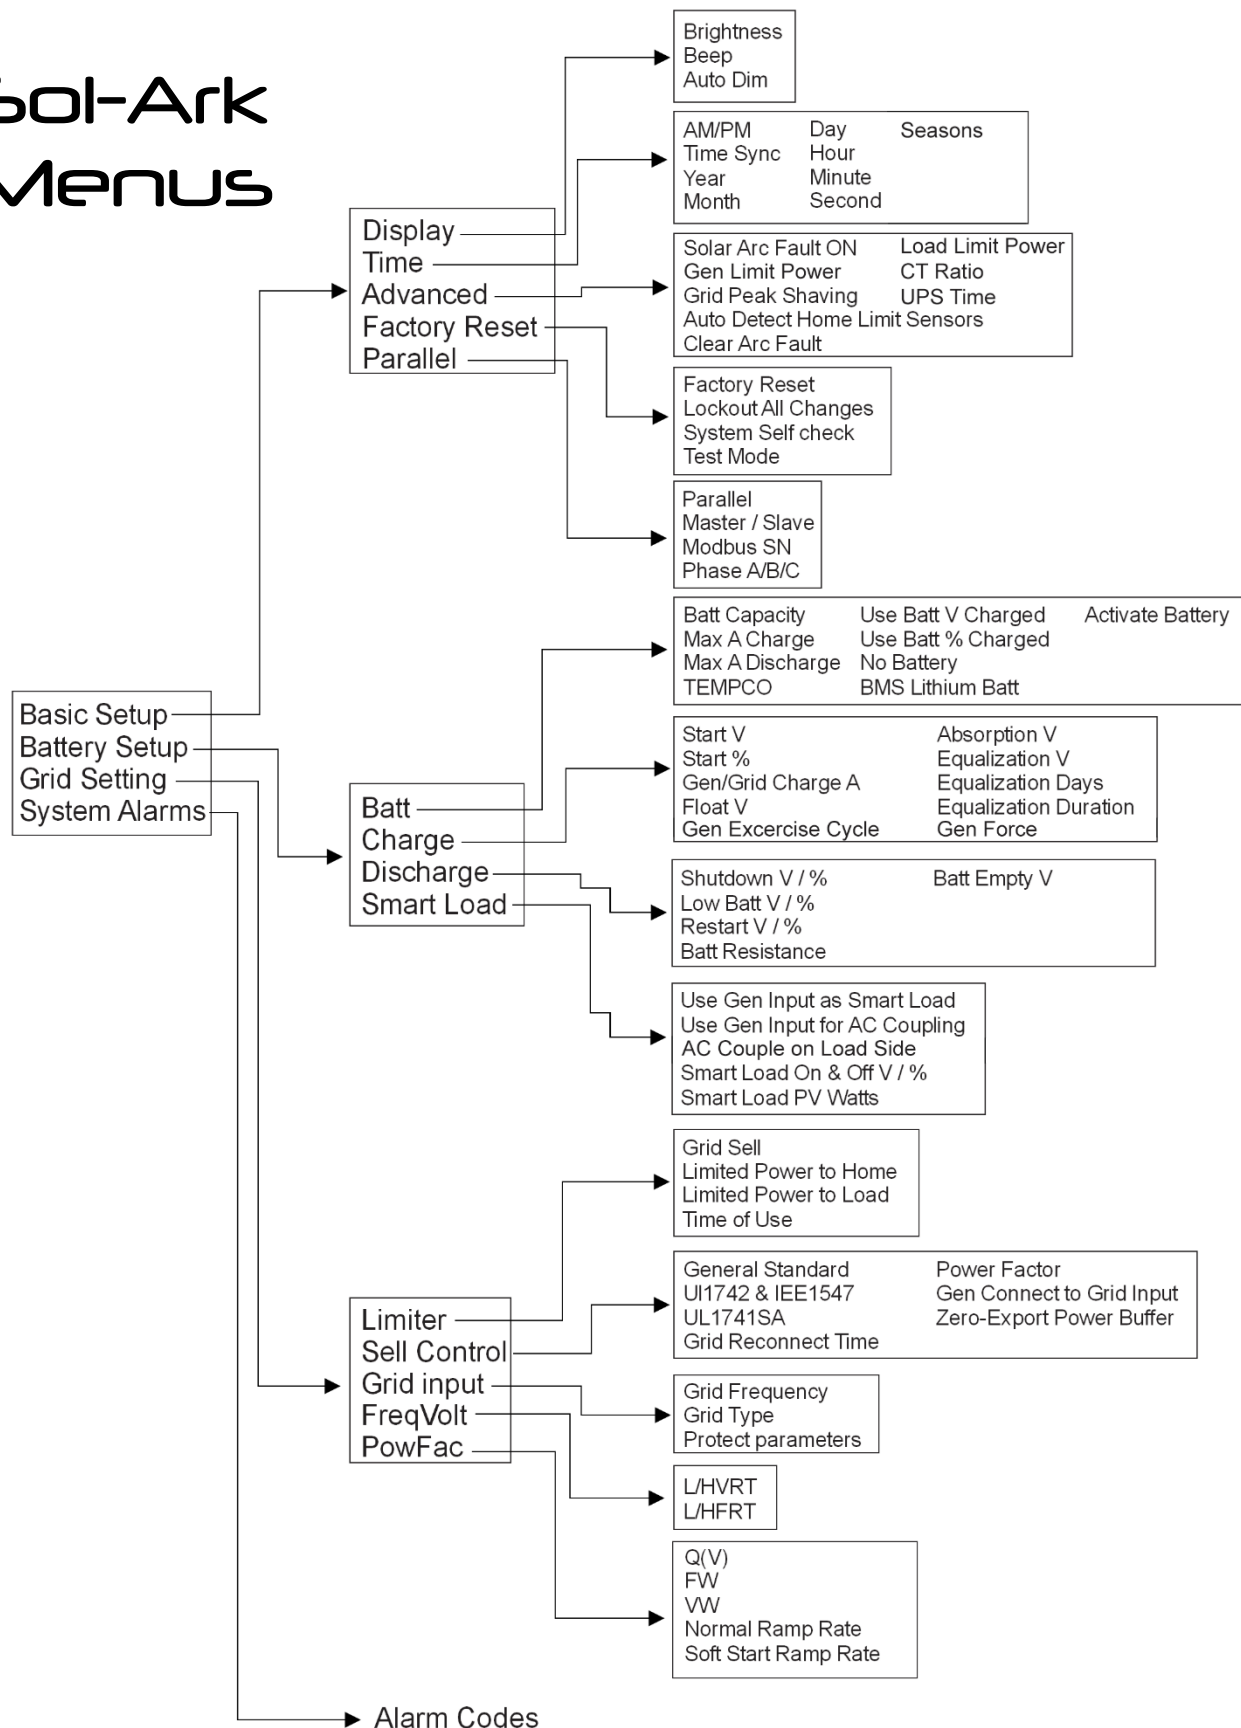 Sol-Ark
Menus
Brightness
Beep
Auto Dim
AM/PM Day Seasons
Time Sync Hour
Year Minute
Month Second
Display
Time
Advanced
Factory Reset
Parallel
Solar Arc Fault ON Load Limit Power
Gen Limit Power CT Ratio
Grid Peak Shaving UPS Time
Auto Detect Home Limit Sensors
Clear Arc Fault
Factory Reset
Lockout All Changes
System Self check
Test Mode
Parallel
Master / Slave
Modbus SN
Phase A/B/C
Basic Setup
Battery Setup
Grid Setting
System Alarms
Batt Capacity Use Batt V Charged Activate Battery
Max A Charge Use Batt % Charged
Max A Discharge No Battery
TEMPCO BMS Lithium Batt
Start V Absorption V
Start % Equalization V
Gen/Grid Charge A Equalization Days
Float V Equalization Duration
Gen Excercise Cycle Gen Force
Batt
Charge
Discharge
Smart Load
Shutdown V / % Batt Empty V
Low Batt V / %
Restart V / %
Batt Resistance
Use Gen Input as Smart Load
Use Gen Input for AC Coupling
AC Couple on Load Side
Smart Load On & Off V / %
Smart Load PV Watts
Grid Sell
Limited Power to Home
Limited Power to Load
Time of Use
General Standard Power Factor
UI1742 & IEE1547 Gen Connect to Grid Input
UL1741SA Zero-Export Power Buffer
Grid Reconnect Time
Limiter
Sell Control
Grid input
FreqVolt
PowFac
Grid Frequency
Grid Type
Protect parameters
L/HVRT
L/HFRT
Q(V)
FW
VW
Normal Ramp Rate
Soft Start Ramp Rate
Alarm Codes